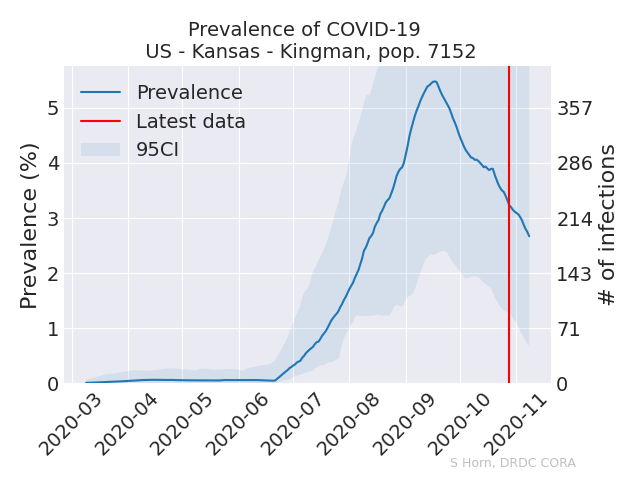 Prevalence of COVID-19
US - Kansas - Kingman, pop. 7152
Prevalence
Latest data
95CI
Prevalence (%)
5
4
3
2
1
0
357
286
214
143
71
0
# of infections
2020-03
2020-04
2020-05
2020-06
2020-07
2020-08
2020-09
2020-10
2020-11
S Horn, DRDC CORA